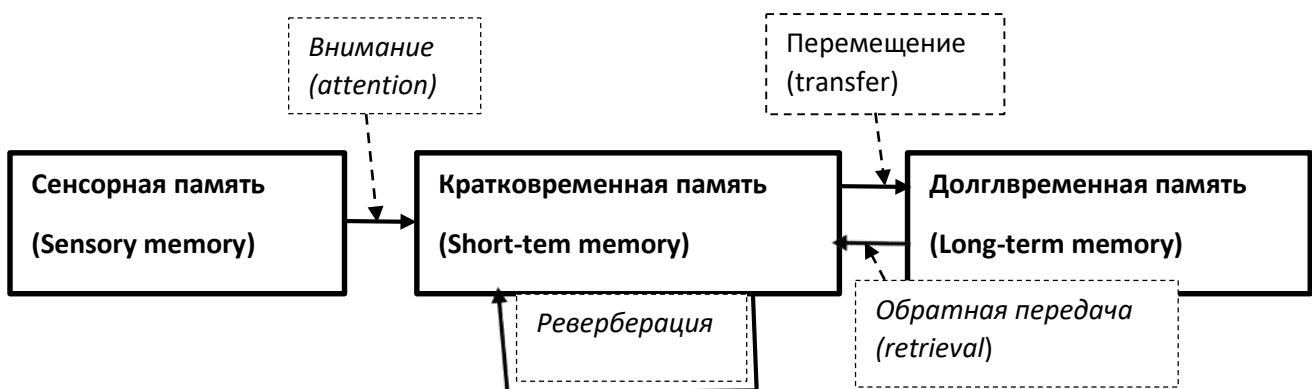 Внимание
(attention)
Перемещение
(transfer)
Сенсорная память
(Sensory memory)
Кратковременная память
(Short-tem memory)
Долглвременная память
(Long-term memory)
Реверберация
Обратная передача
(retrieval)